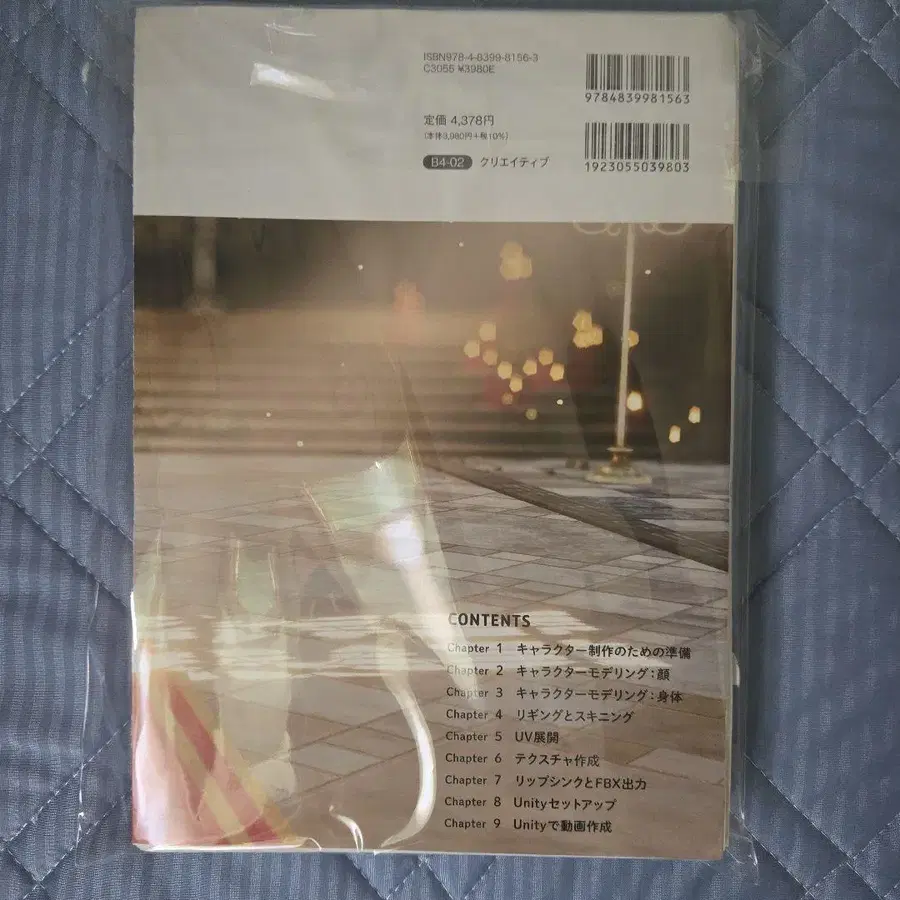 ISBN978-4-8399-8156-3
C3055 ¥3980E
9784839981563
定価 4,378円
(本体3,980円+税10%)
B4-02 クリエイティブ
1923055039803
CONTENTS
Chapter 1 キャラクター制作のための準備
Chapter 2 キャラクターモデリング:顔
Chapter 3 キャラクターモデリング:身体
Chapter 4 リギングとスキニング
Chapter 5 UV展開
Chapter 6 テクスチャ作成
Chapter 7 リップシンクとFBX出力
Chapter 8 Unityセットアップ
Chapter 9 Unityで動画作成